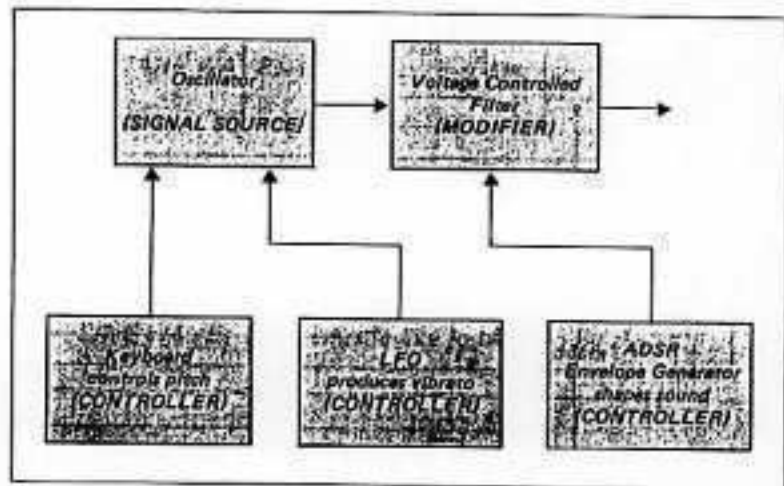 Oscillator
(SIGNAL SOURCE)
Voltage Controlled
Filter
(MODIFIER)
Keyboard
controls pitch
(CONTROLLER)
LFO
produces vibrato
(CONTROLLER)
ADSR
Envelope Generator
shapes sound
(CONTROLLER)